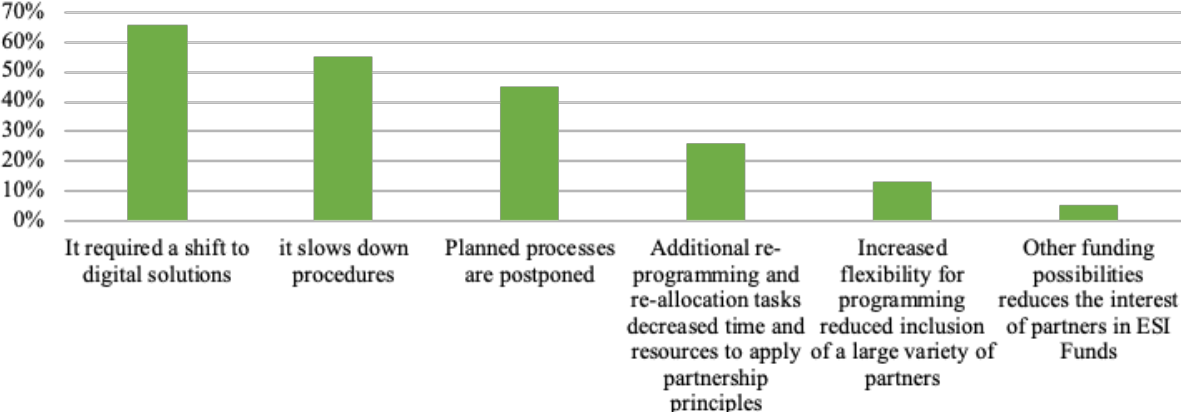 70%
60%
50%
40%
30%
20%
10%
0%
It required a shift to
digital solutions
it slows down
procedures
Planned processes
are postponed
Additional re-
programming and
re-allocation tasks
decreased time and
resources to apply
partnership
principles
Increased
flexibility for
programming
reduced inclusion
of a large variety of
partners
Other funding
possibilities
reduces the interest
of partners in ESI
Funds